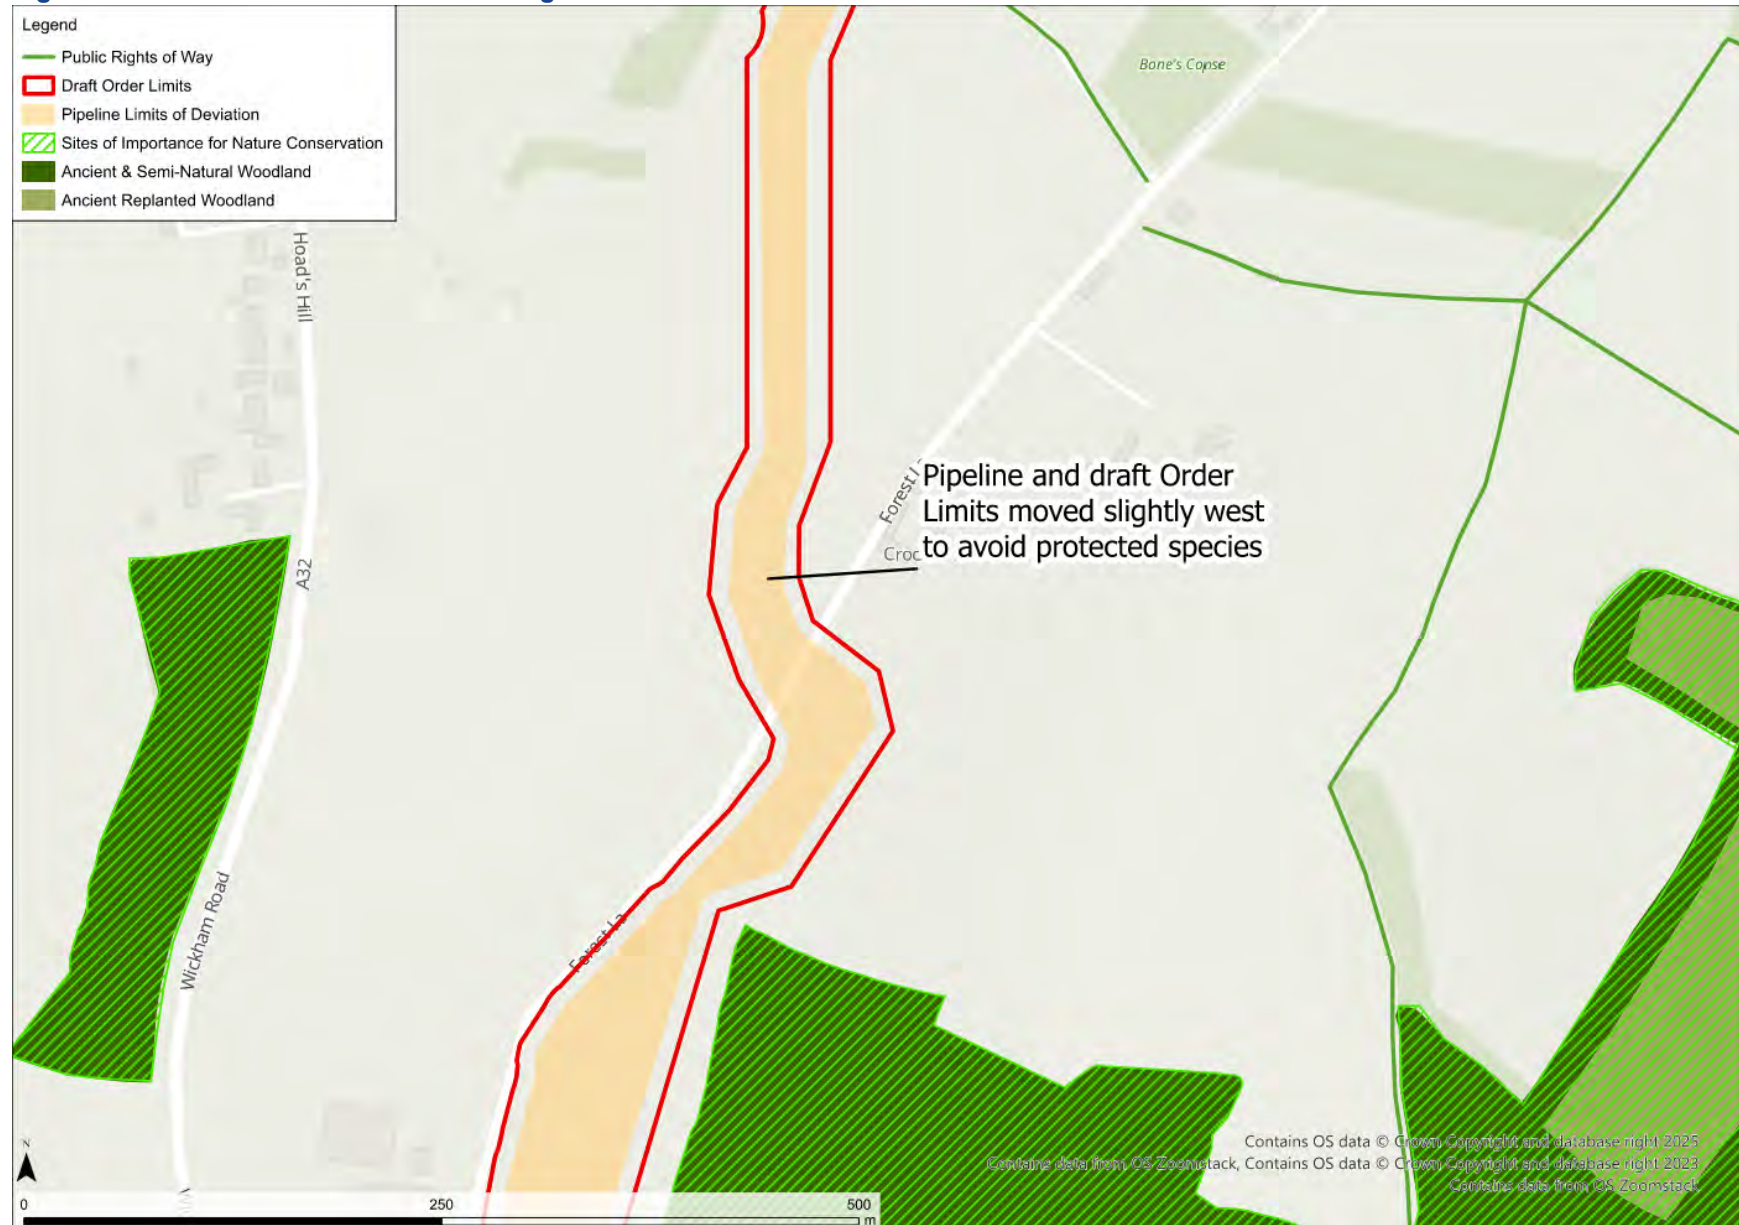 Legend
Public Rights of Way
Draft Order Limits
Pipeline Limits of Deviation
Sites of Importance for Nature Conservation
Ancient & Semi-Natural Woodland
Ancient Replanted Woodland
Bone's Copse
Hoad's Hill
Forest
Pipeline and draft Order
Limits moved slightly west
to avoid protected species
Croc
A32
Wickham Road
Forest La
Contains OS data © Crown Copyright and database right 2025
Contains data from OS Zoomstack, Contains OS data © Crown Copyright and database right 2023
Contains data from OS Zoomstack
N
0 250 500
m